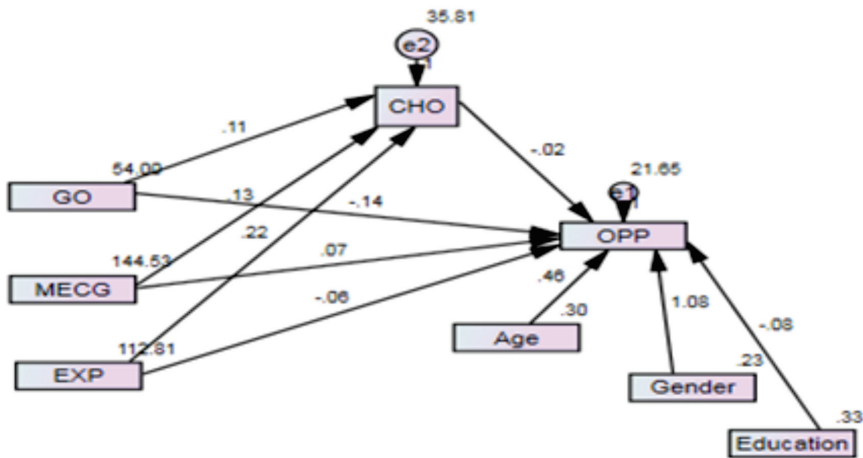 35.81
e2
1
CHO
.11
-.02
54.00
GO
.13
-.14
21.65
e1
1
OPP
.22
144.53
MECG
.07
-.06
.46
.30
Age
1.08
-.08
112.81
EXP
.23
Gender
.33
Education